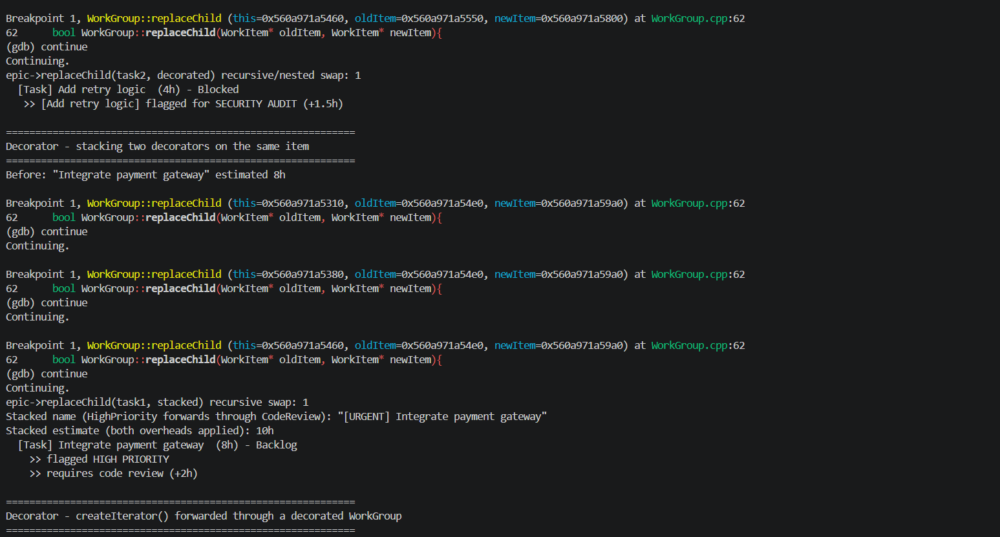 Breakpoint 1, WorkGroup::replaceChild (this=0x560a971a5460, oldItem=0x560a971a5550, newItem=0x560a971a5800) at WorkGroup.cpp:62
62      bool WorkGroup::replaceChild(WorkItem* oldItem, WorkItem* newItem){
(gdb) continue
Continuing.
epic->replaceChild(task2, decorated) recursive/nested swap: 1
  [Task] Add retry logic  (4h) - Blocked
   >> [Add retry logic] flagged for SECURITY AUDIT (+1.5h)
============================================================
Decorator - stacking two decorators on the same item
============================================================
Before: "Integrate payment gateway" estimated 8h
Breakpoint 1, WorkGroup::replaceChild (this=0x560a971a5310, oldItem=0x560a971a54e0, newItem=0x560a971a59a0) at WorkGroup.cpp:62
62      bool WorkGroup::replaceChild(WorkItem* oldItem, WorkItem* newItem){
(gdb) continue
Continuing.
Breakpoint 1, WorkGroup::replaceChild (this=0x560a971a5380, oldItem=0x560a971a54e0, newItem=0x560a971a59a0) at WorkGroup.cpp:62
62      bool WorkGroup::replaceChild(WorkItem* oldItem, WorkItem* newItem){
(gdb) continue
Continuing.
Breakpoint 1, WorkGroup::replaceChild (this=0x560a971a5460, oldItem=0x560a971a54e0, newItem=0x560a971a59a0) at WorkGroup.cpp:62
62      bool WorkGroup::replaceChild(WorkItem* oldItem, WorkItem* newItem){
(gdb) continue
Continuing.
epic->replaceChild(task1, stacked) recursive swap: 1
Stacked name (HighPriority forwards through CodeReview): "[URGENT] Integrate payment gateway"
Stacked estimate (both overheads applied): 10h
  [Task] Integrate payment gateway  (8h) - Backlog
    >> flagged HIGH PRIORITY
    >> requires code review (+2h)
============================================================
Decorator - createIterator() forwarded through a decorated WorkGroup
============================================================